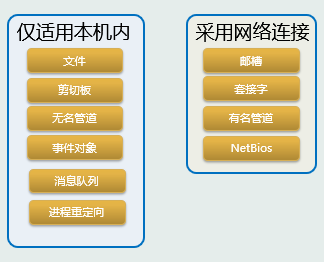 仅适用本机内
文件
剪切板
无名管道
事件对象
消息队列
进程重定向
采用网络连接
邮槽
套接字
有名管道
NetBios